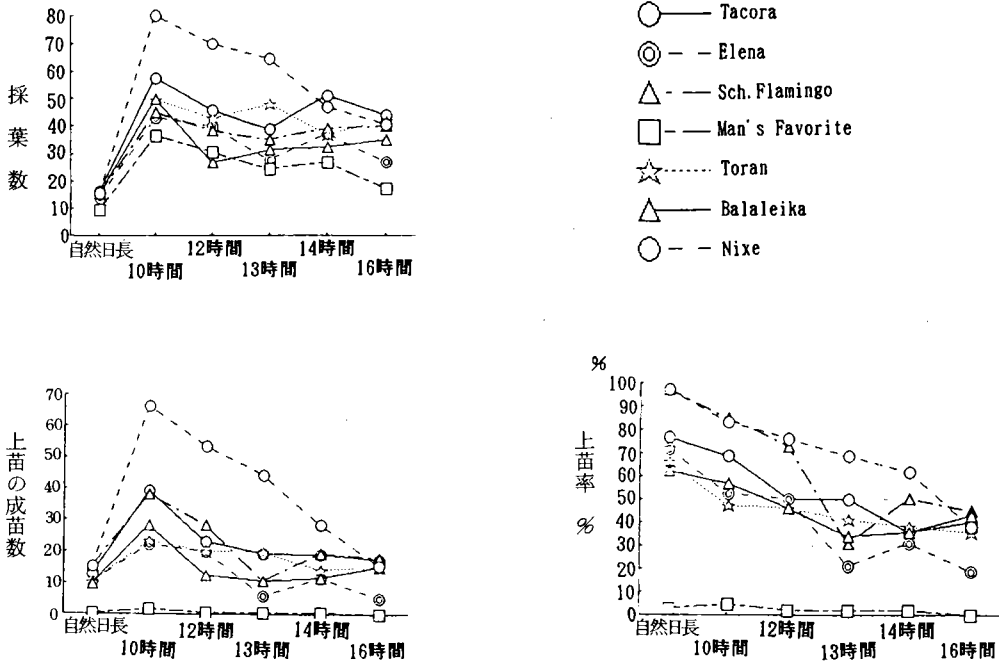 採葉数
80
70
60
50
40
30
20
10
0
自然日長
10時間
12時間
13時間
14時間
16時間
Tacora
Elena
Sch.Flamingo
Man's Favorite
Toran
Balaleika
Nixe
上苗の成苗数
70
60
50
40
30
20
10
0
自然日長
10時間
12時間
13時間
14時間
16時間
%
上苗率 %
100
90
80
70
60
50
40
30
20
10
0
自然日長
10時間
12時間
13時間
14時間
16時間